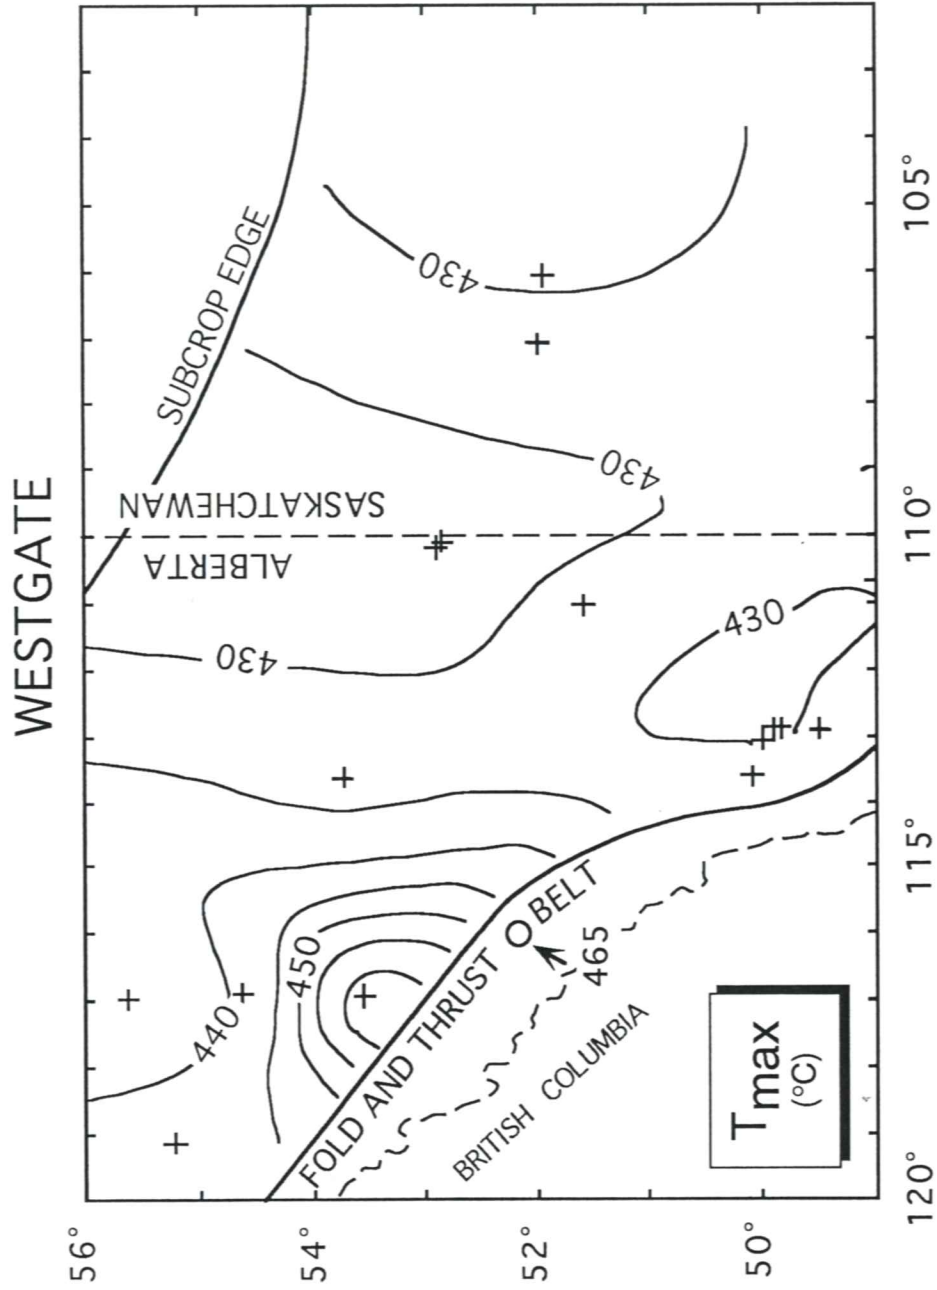 WESTGATE
56°
54°
52°
50°
120°
115°
110°
105°
SUBCROP EDGE
ALBERTA
SASKATCHEWAN
430
430
430
430
440
450
FOLD AND THRUST BELT
465
BRITISH COLUMBIA
Tmax
(°C)